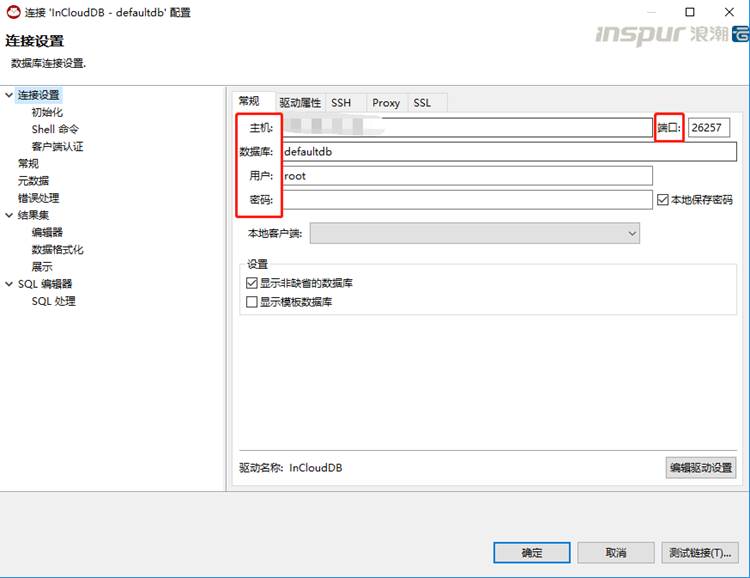 连接 'InCloudDB - defaultdb' 配置
inspur 浪潮云
连接设置
数据库连接设置.
连接设置
初始化
Shell 命令
客户端认证
常规
元数据
错误处理
结果集
编辑器
数据格式化
展示
SQL 编辑器
SQL 处理
常规 驱动属性 SSH Proxy SSL
主机: 端口: 26257
数据库: defaultdb
用户: root
密码: 本地保存密码
本地客户端:
设置
显示非缺省的数据库
显示模板数据库
驱动名称: InCloudDB 编辑驱动设置
确定 取消 测试链接(T)...